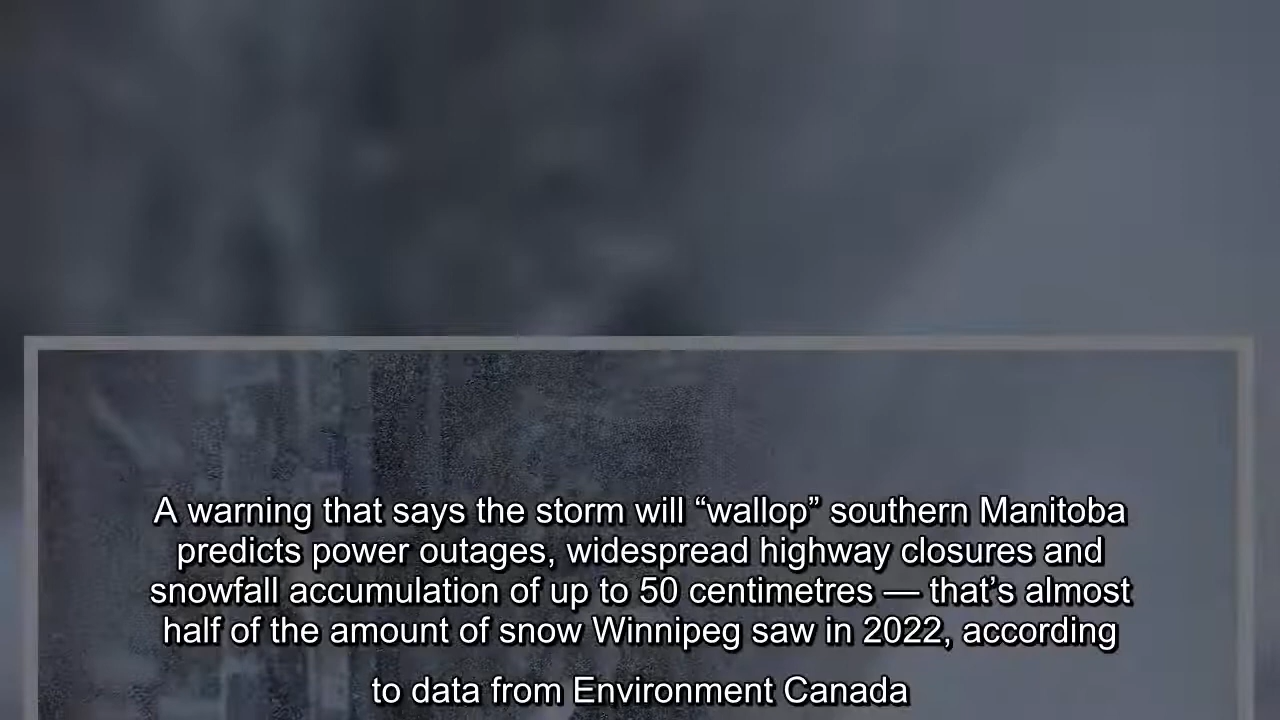 A warning that says the storm will “wallop” southern Manitoba
predicts power outages, widespread highway closures and
snowfall accumulation of up to 50 centimetres — that’s almost
half of the amount of snow Winnipeg saw in 2022, according
to data from Environment Canada